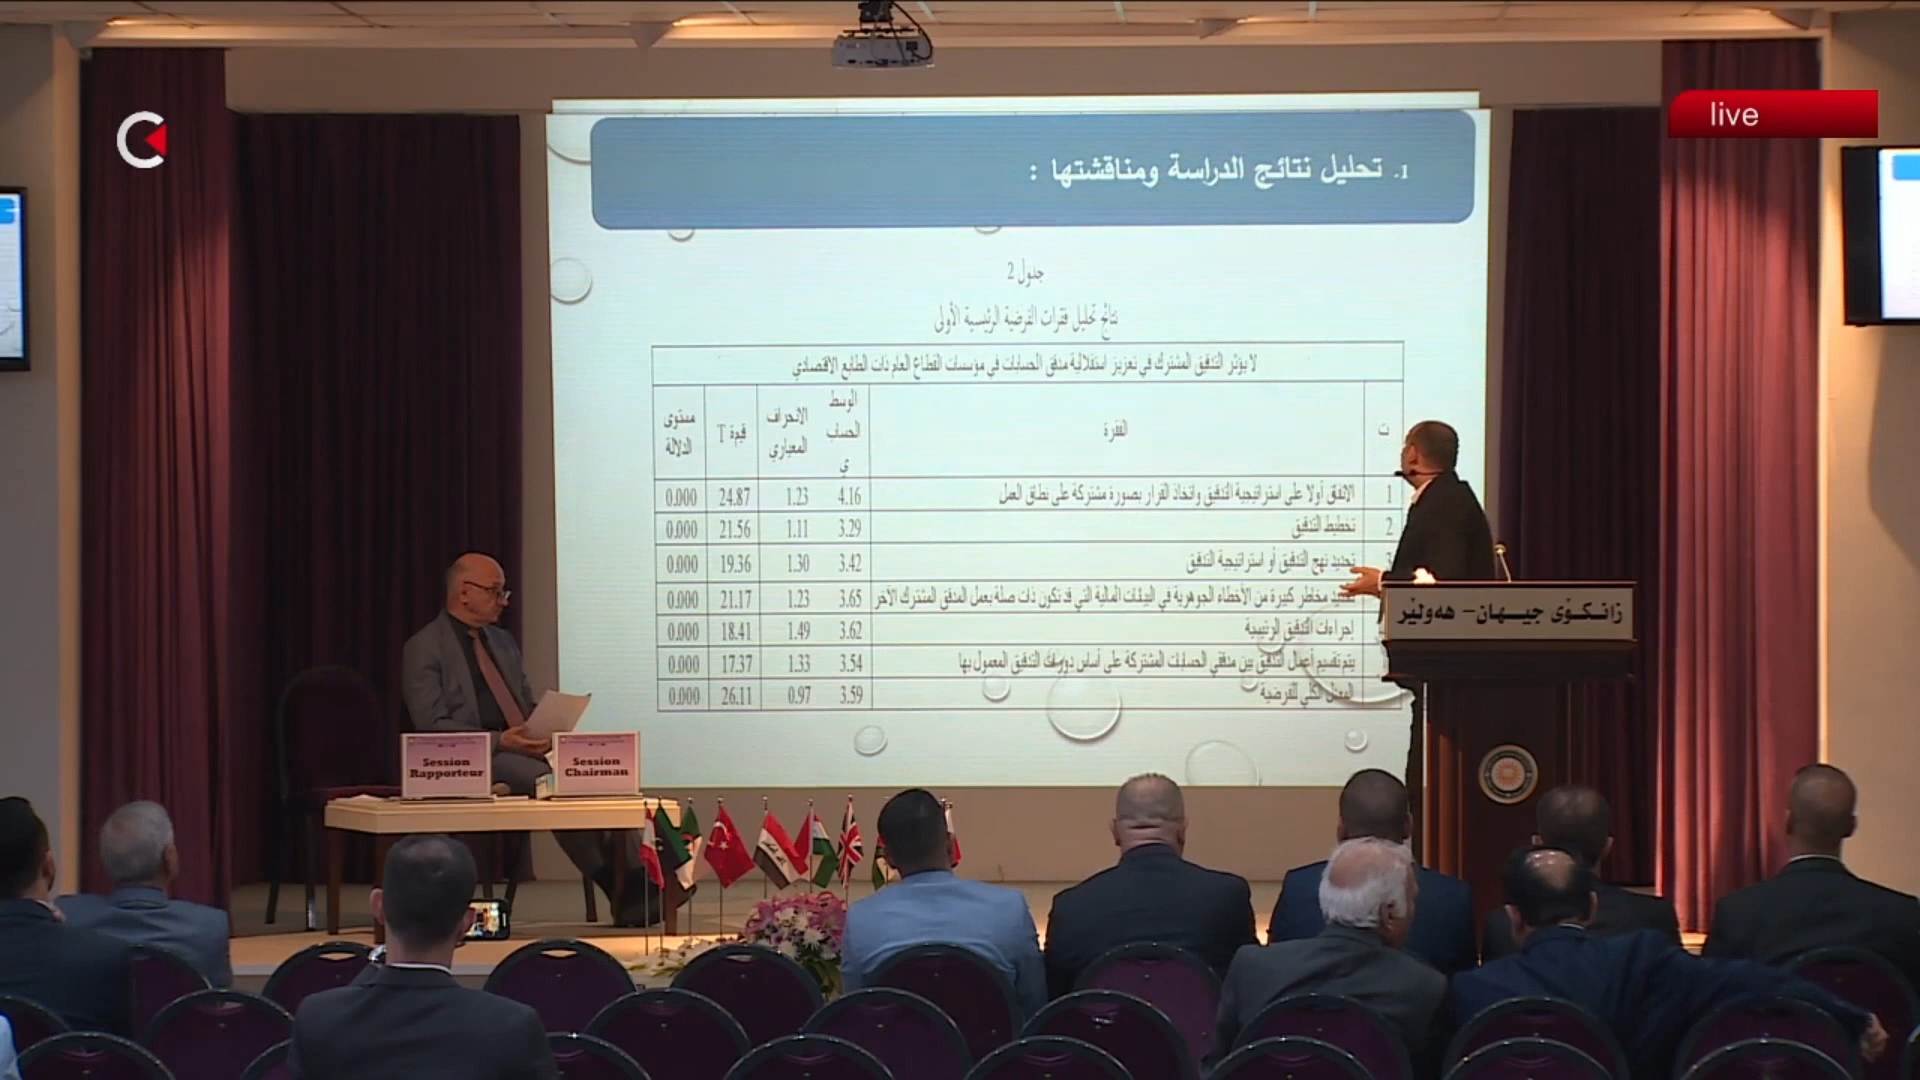 live
1. تحليل نتائج الدراسة ومناقشتها :
جدول 2
نتائج تحليل فقرات الفرضية الرئيسية الأولى
لا يؤثر التدقيق المشترك في تعزيز استقلالية مدقق الحسابات في مؤسسات القطاع العام ذات الطابع الاقتصادي
ت الفقرة الوسط الحسابي الانحراف المعياري قيمة T مستوى الدلالة
1 الاتفاق أولا على استراتيجية التدقيق واتخاذ القرار بصورة مشتركة على نطاق العمل 4.16 1.23 24.87 0.000
2 تخطيط التدقيق 3.29 1.11 21.56 0.000
3 تحديد نهج التدقيق أو استراتيجية التدقيق 3.42 1.30 19.36 0.000
تحديد مخاطر كبيرة من الأخطاء الجوهرية في البيانات المالية التي قد تكون ذات صلة بعمل المدقق المشترك الآخر 3.65 1.23 21.17 0.000
إجراءات التدقيق الرئيسية 3.62 1.49 18.41 0.000
يتم تقسيم أعمال التدقيق بين مدققي الحسابات المشتركة على أساس دورات التدقيق المعمول بها 3.54 1.33 17.37 0.000
المعدل الكلي للفرضية 3.59 0.97 26.11 0.000
زانکۆی جیهان- هەولێر
Session Rapporteur
Session Chairman